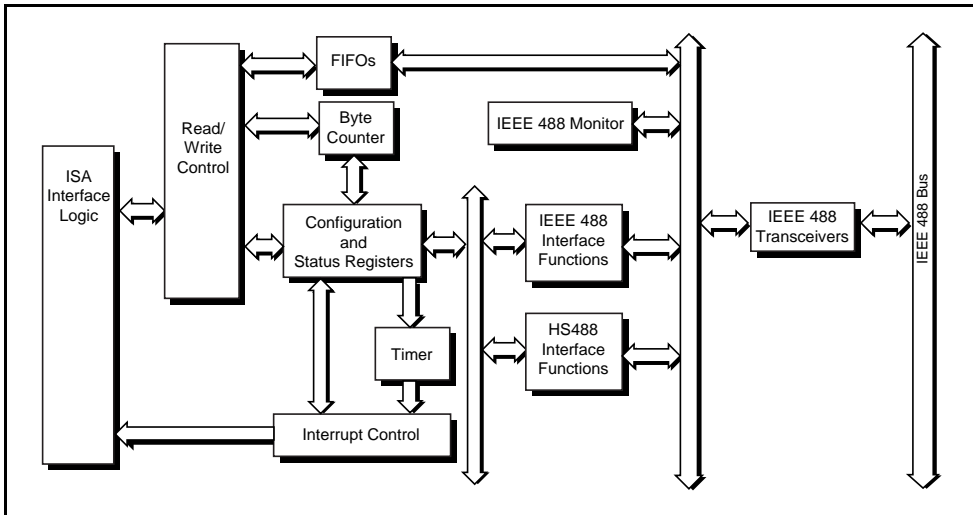 ISA
Interface
Logic
Read/
Write
Control
FIFOs
Byte
Counter
Configuration
and
Status Registers
Timer
Interrupt Control
IEEE 488 Monitor
IEEE 488
Interface
Functions
HS488
Interface
Functions
IEEE 488
Transceivers
IEEE 488 Bus